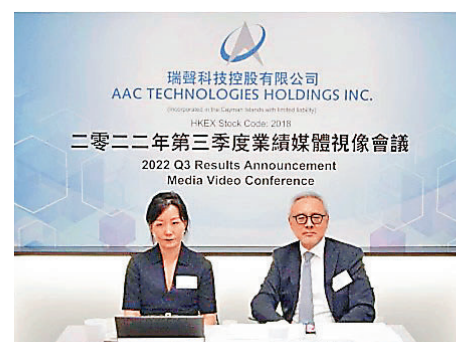 瑞聲科技控股有限公司
AAC TECHNOLOGIES HOLDINGS INC.
(Incorporated in the Cayman Islands with limited liability)
HKEX Stock Code: 2018
二零二二年第三季度業績媒體視像會議
2022 Q3 Results Announcement
Media Video Conference